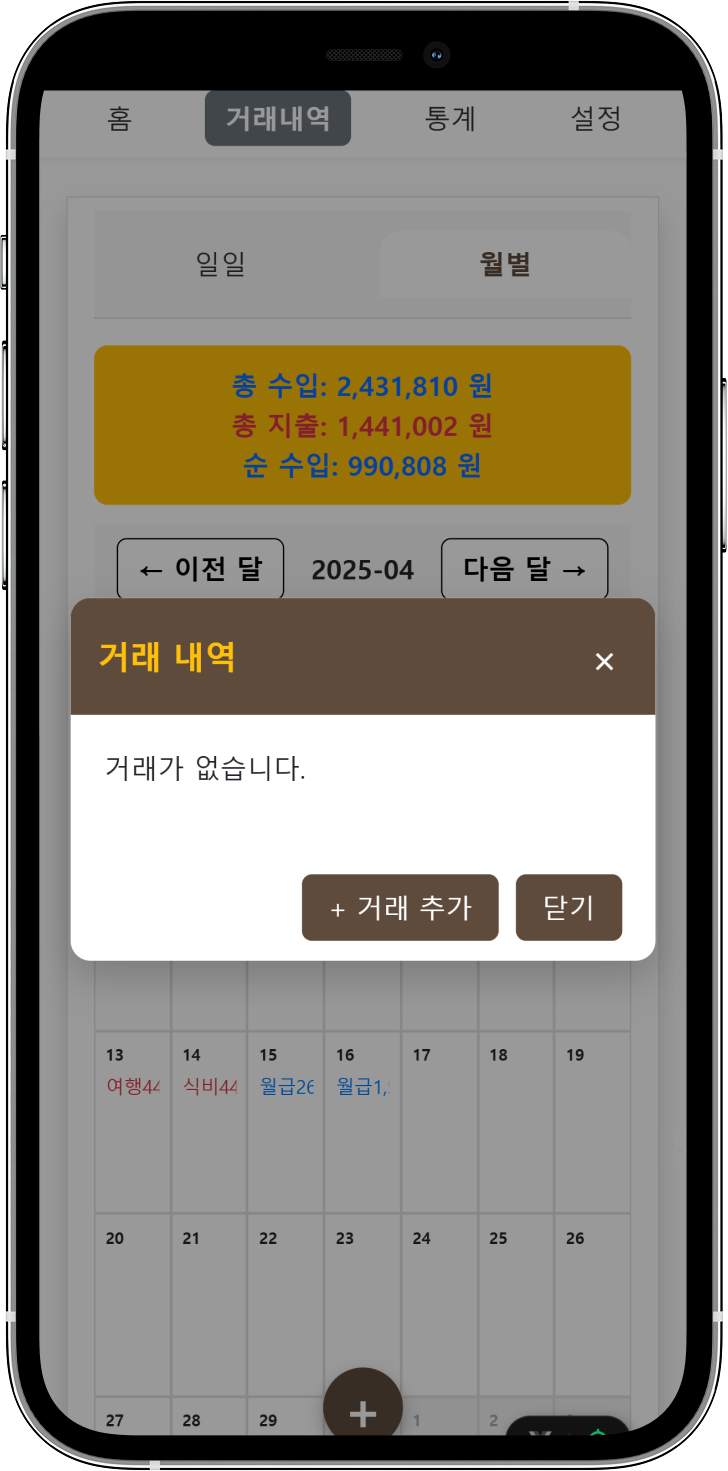 홈 거래내역 통계 설정
일일 월별
총 수입: 2,431,810 원
총 지출: 1,441,002 원
순 수입: 990,808 원
← 이전 달 2025-04 다음 달 →
거래 내역 ×
거래가 없습니다.
+ 거래 추가 닫기
13 14 15 16 17 18 19
여행44 식비44 월급26 월급1,
20 21 22 23 24 25 26
27 28 29 1 2
+